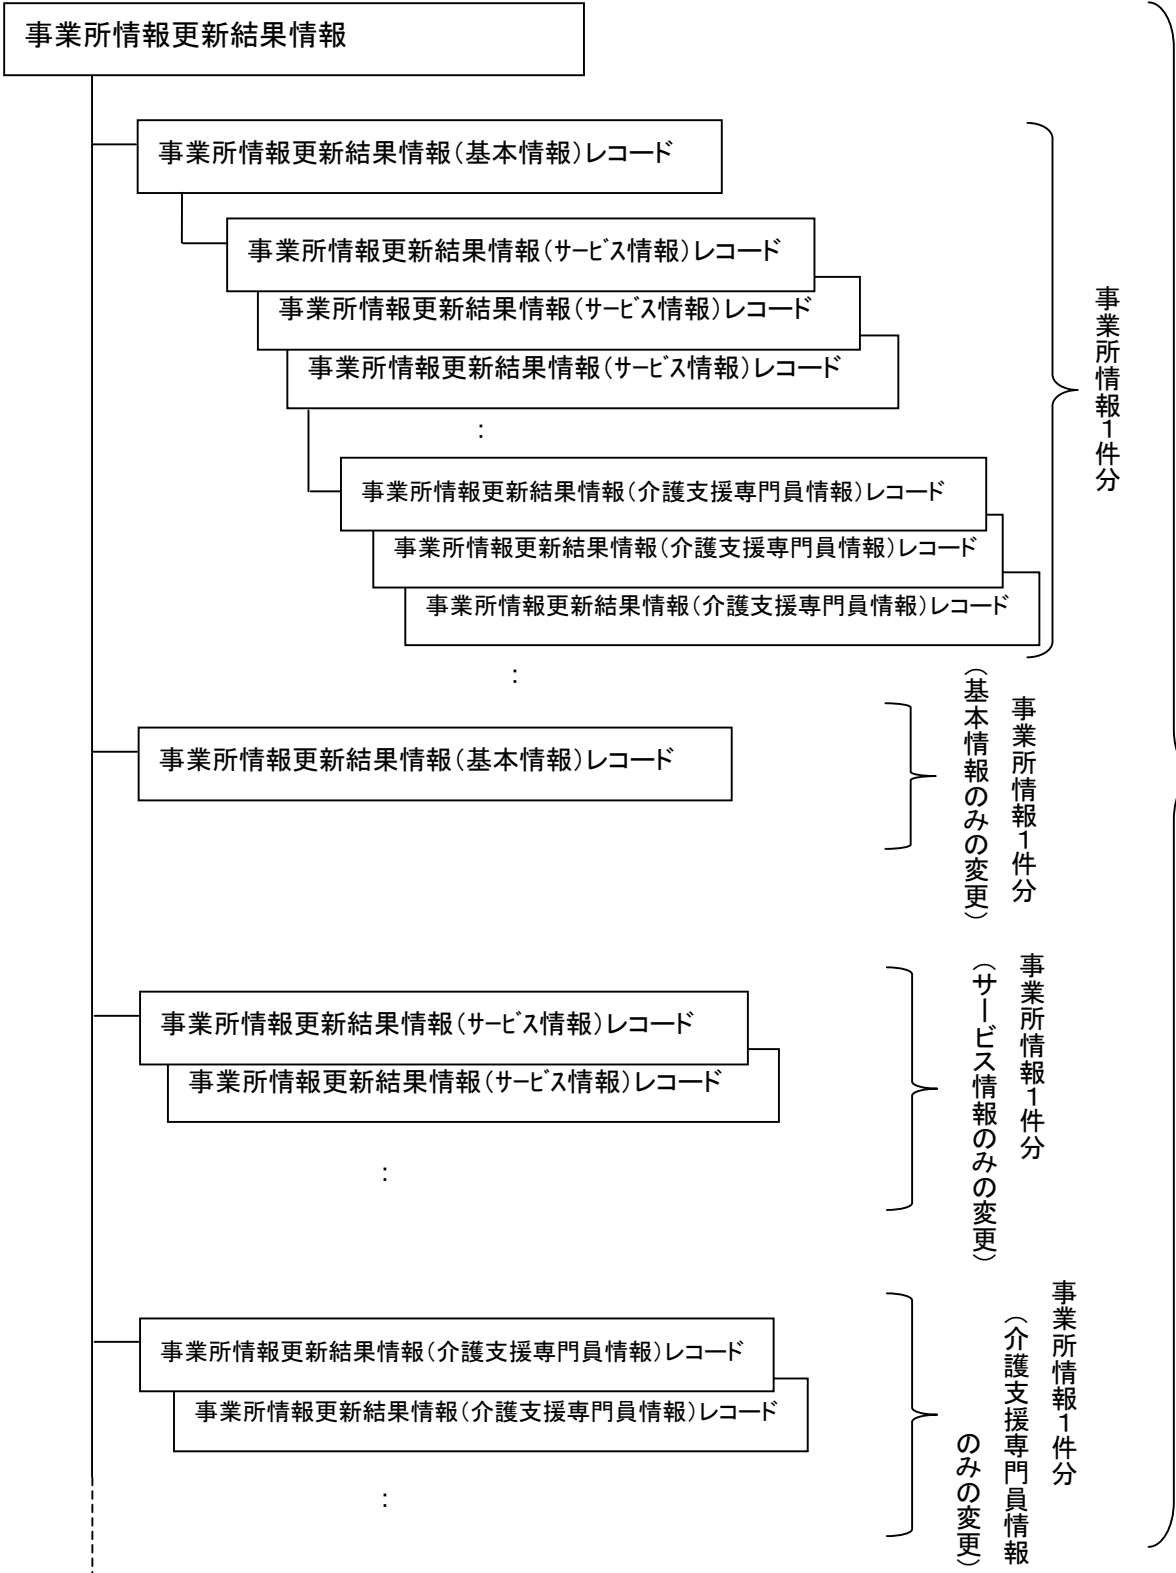 事業所情報更新結果情報
事業所情報更新結果情報(基本情報)レコード
事業所情報更新結果情報(ｻｰﾋﾞｽ情報)レコード
事業所情報更新結果情報(ｻｰﾋﾞｽ情報)レコード
事業所情報更新結果情報(ｻｰﾋﾞｽ情報)レコード
:
事業所情報更新結果情報(介護支援専門員情報)レコード
事業所情報更新結果情報(介護支援専門員情報)レコード
事業所情報更新結果情報(介護支援専門員情報)レコード
:
事業所情報1件分
事業所情報更新結果情報(基本情報)レコード
事業所情報1件分
(基本情報のみの変更)
事業所情報更新結果情報(ｻｰﾋﾞｽ情報)レコード
事業所情報更新結果情報(ｻｰﾋﾞｽ情報)レコード
:
事業所情報1件分
(サービス情報のみの変更)
事業所情報更新結果情報(介護支援専門員情報)レコード
事業所情報更新結果情報(介護支援専門員情報)レコード
:
事業所情報1件分
(介護支援専門員情報
のみの変更)